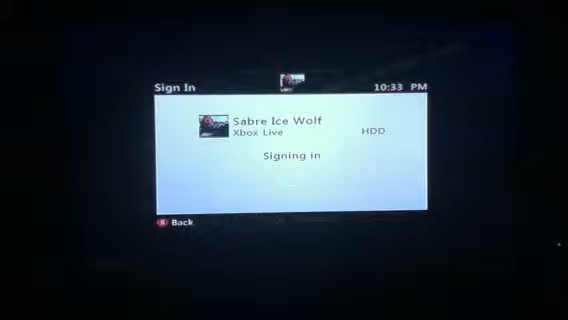 Sign In
10:33 PM
Sabre Ice Wolf
Xbox Live
HDD
Signing in
B Back